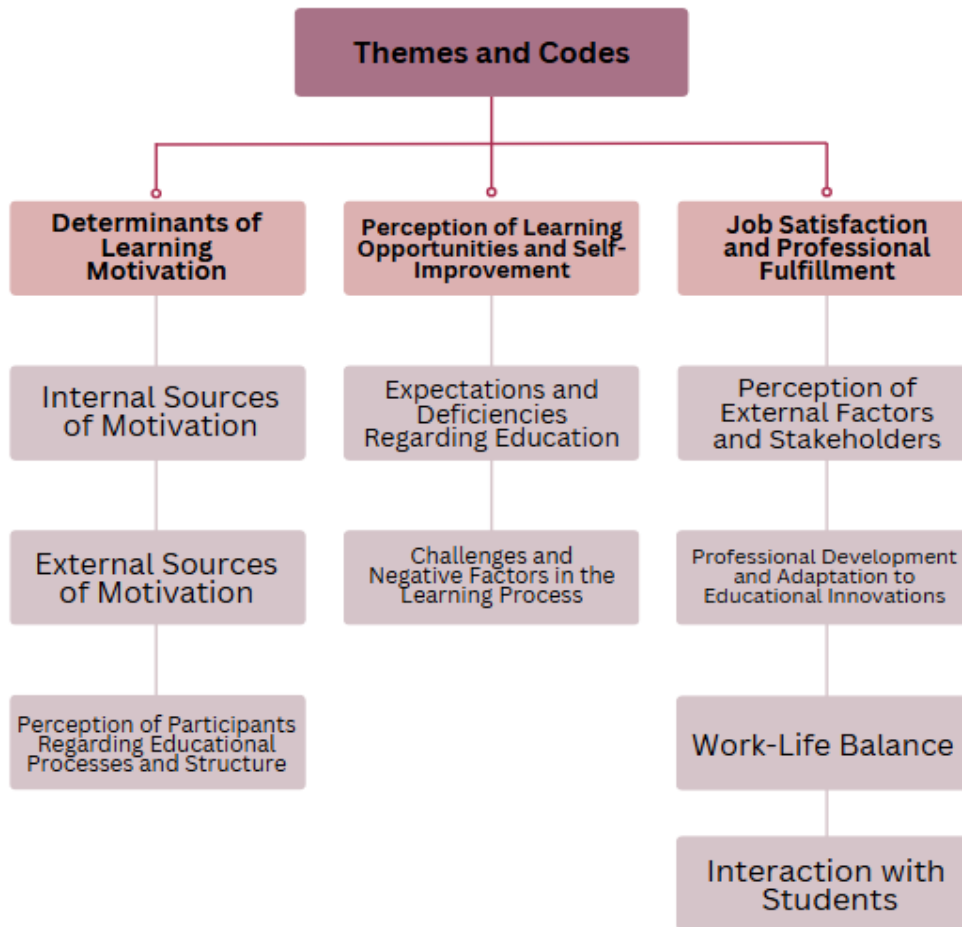 Themes and Codes
Determinants of
Learning
Motivation
Internal Sources
of Motivation
External Sources
of Motivation
Perception of Participants
Regarding Educational
Processes and Structure
Perception of Learning
Opportunities and Self-
Improvement
Expectations and
Deficiencies
Regarding Education
Challenges and
Negative Factors in the
Learning Process
Job Satisfaction
and Professional
Fulfillment
Perception of
External Factors
and Stakeholders
Professional Development
and Adaptation to
Educational Innovations
Work-Life Balance
Interaction with
Students